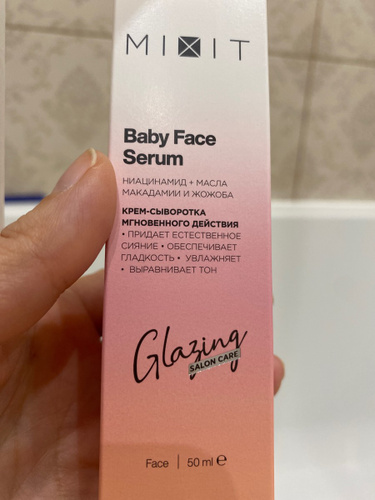 MIXIT
Baby Face
Serum
НИАЦИНАМИД + МАСЛА
МАКАДАМИИ И ЖОЖОБА
КРЕМ-СЫВОРОТКА
МГНОВЕННОГО ДЕЙСТВИЯ
• ПРИДАЕТ ЕСТЕСТВЕННОЕ
СИЯНИЕ • ОБЕСПЕЧИВАЕТ
ГЛАДКОСТЬ • УВЛАЖНЯЕТ
• ВЫРАВНИВАЕТ ТОН
Glazing
SALON CARE
Face | 50 ml ℮